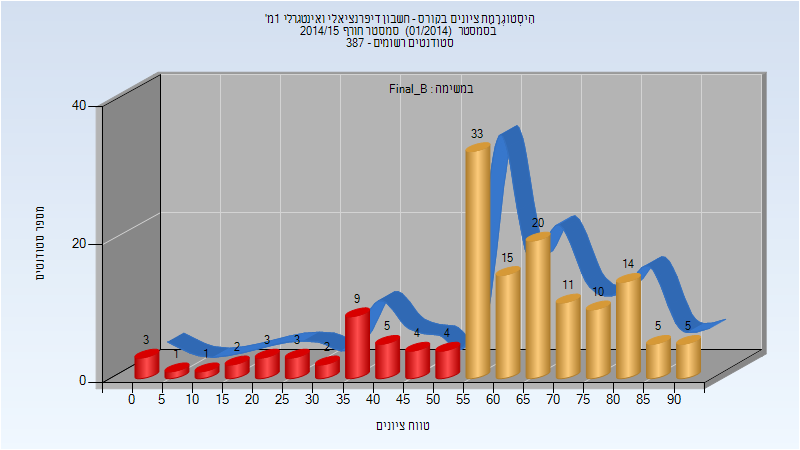 היסטוגרמת ציונים בקורס - חשבון דיפרנציאלי ואינטגרלי 1מ'
בסמסטר (01/2014) סמסטר חורף 2014/15
סטודנטים רשומים - 387
במשימה : Final_B
מספר סטודנטים
40
20
0
3 1 1 2 3 3 2 9 5 4 4 33 15 20 11 10 14 5 5
0 5 10 15 20 25 30 35 40 45 50 55 60 65 70 75 80 85 90
טווח ציונים